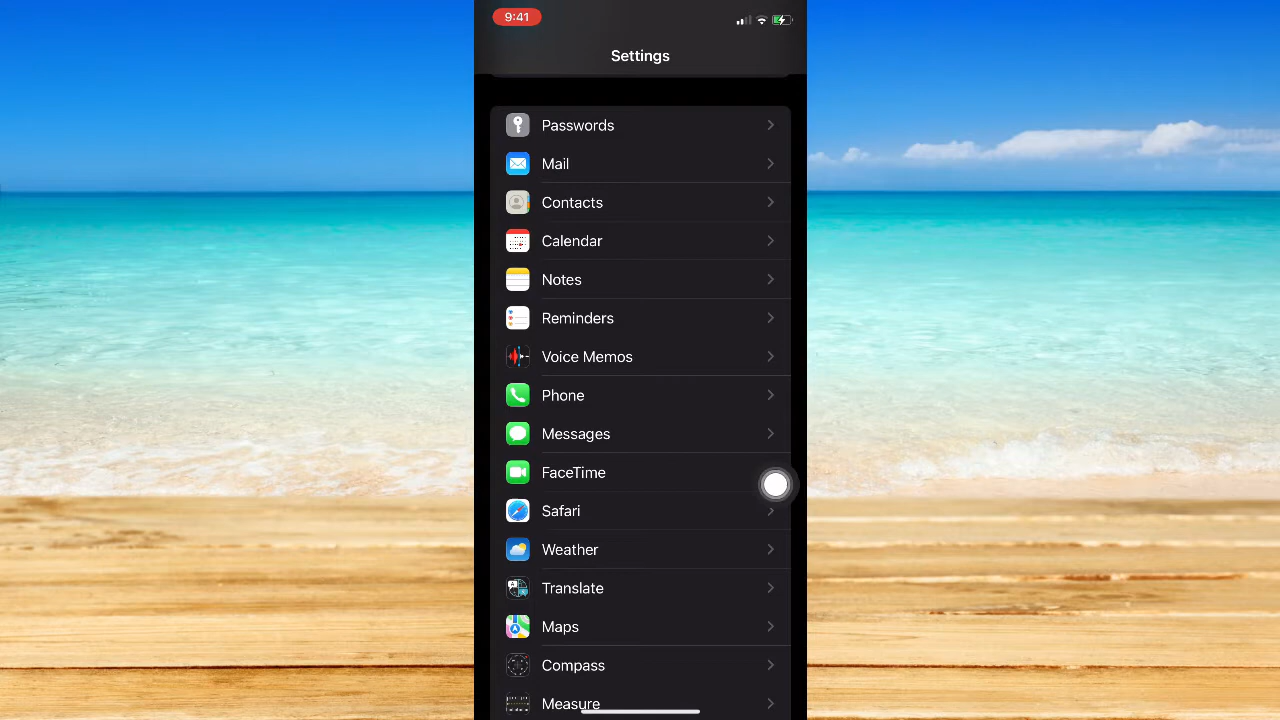 9:41
Settings
Passwords
Mail
Contacts
Calendar
Notes
Reminders
Voice Memos
Phone
Messages
FaceTime
Safari
Weather
Translate
Maps
Compass
Measure